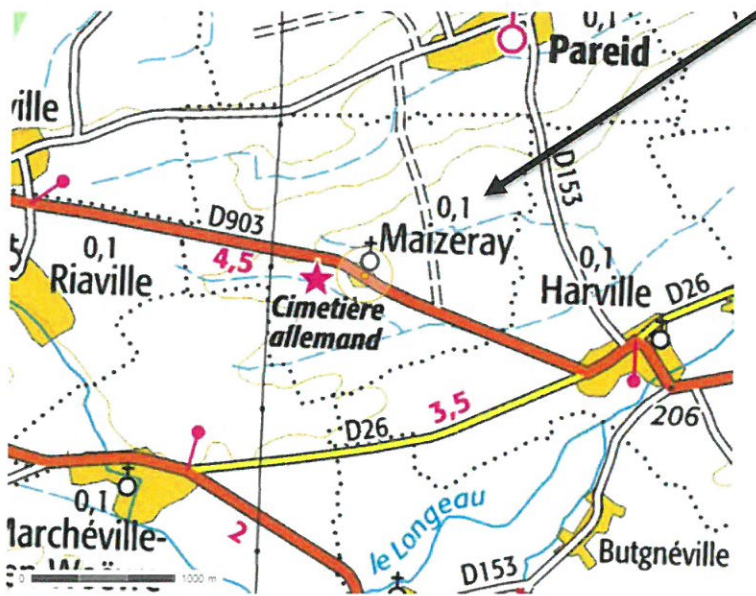 0,1
Pareid
ville
D153
D903
0,1
Maizeray
0,1
Riaville
4,5
Cimetière
allemand
0,1
Harville
D26
3,5
D26
206
0,1
Marchéville-
2
le Longeau
Butgnéville
D153
0
1000 m